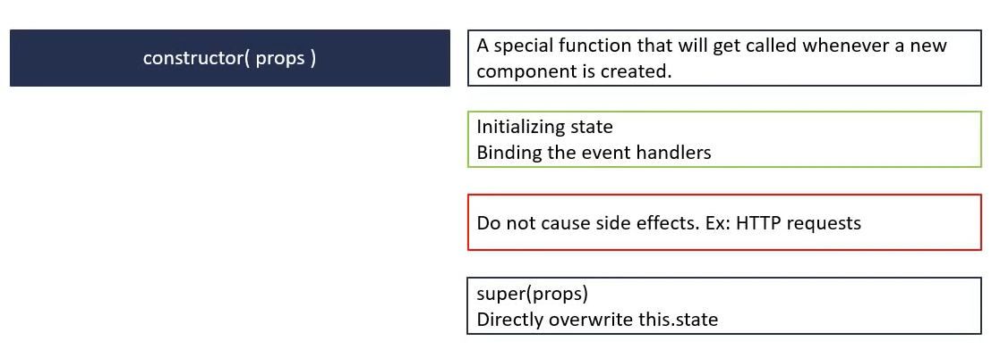 constructor( props )
A special function that will get called whenever a new
component is created.
Initializing state
Binding the event handlers
Do not cause side effects. Ex: HTTP requests
super(props)
Directly overwrite this.state